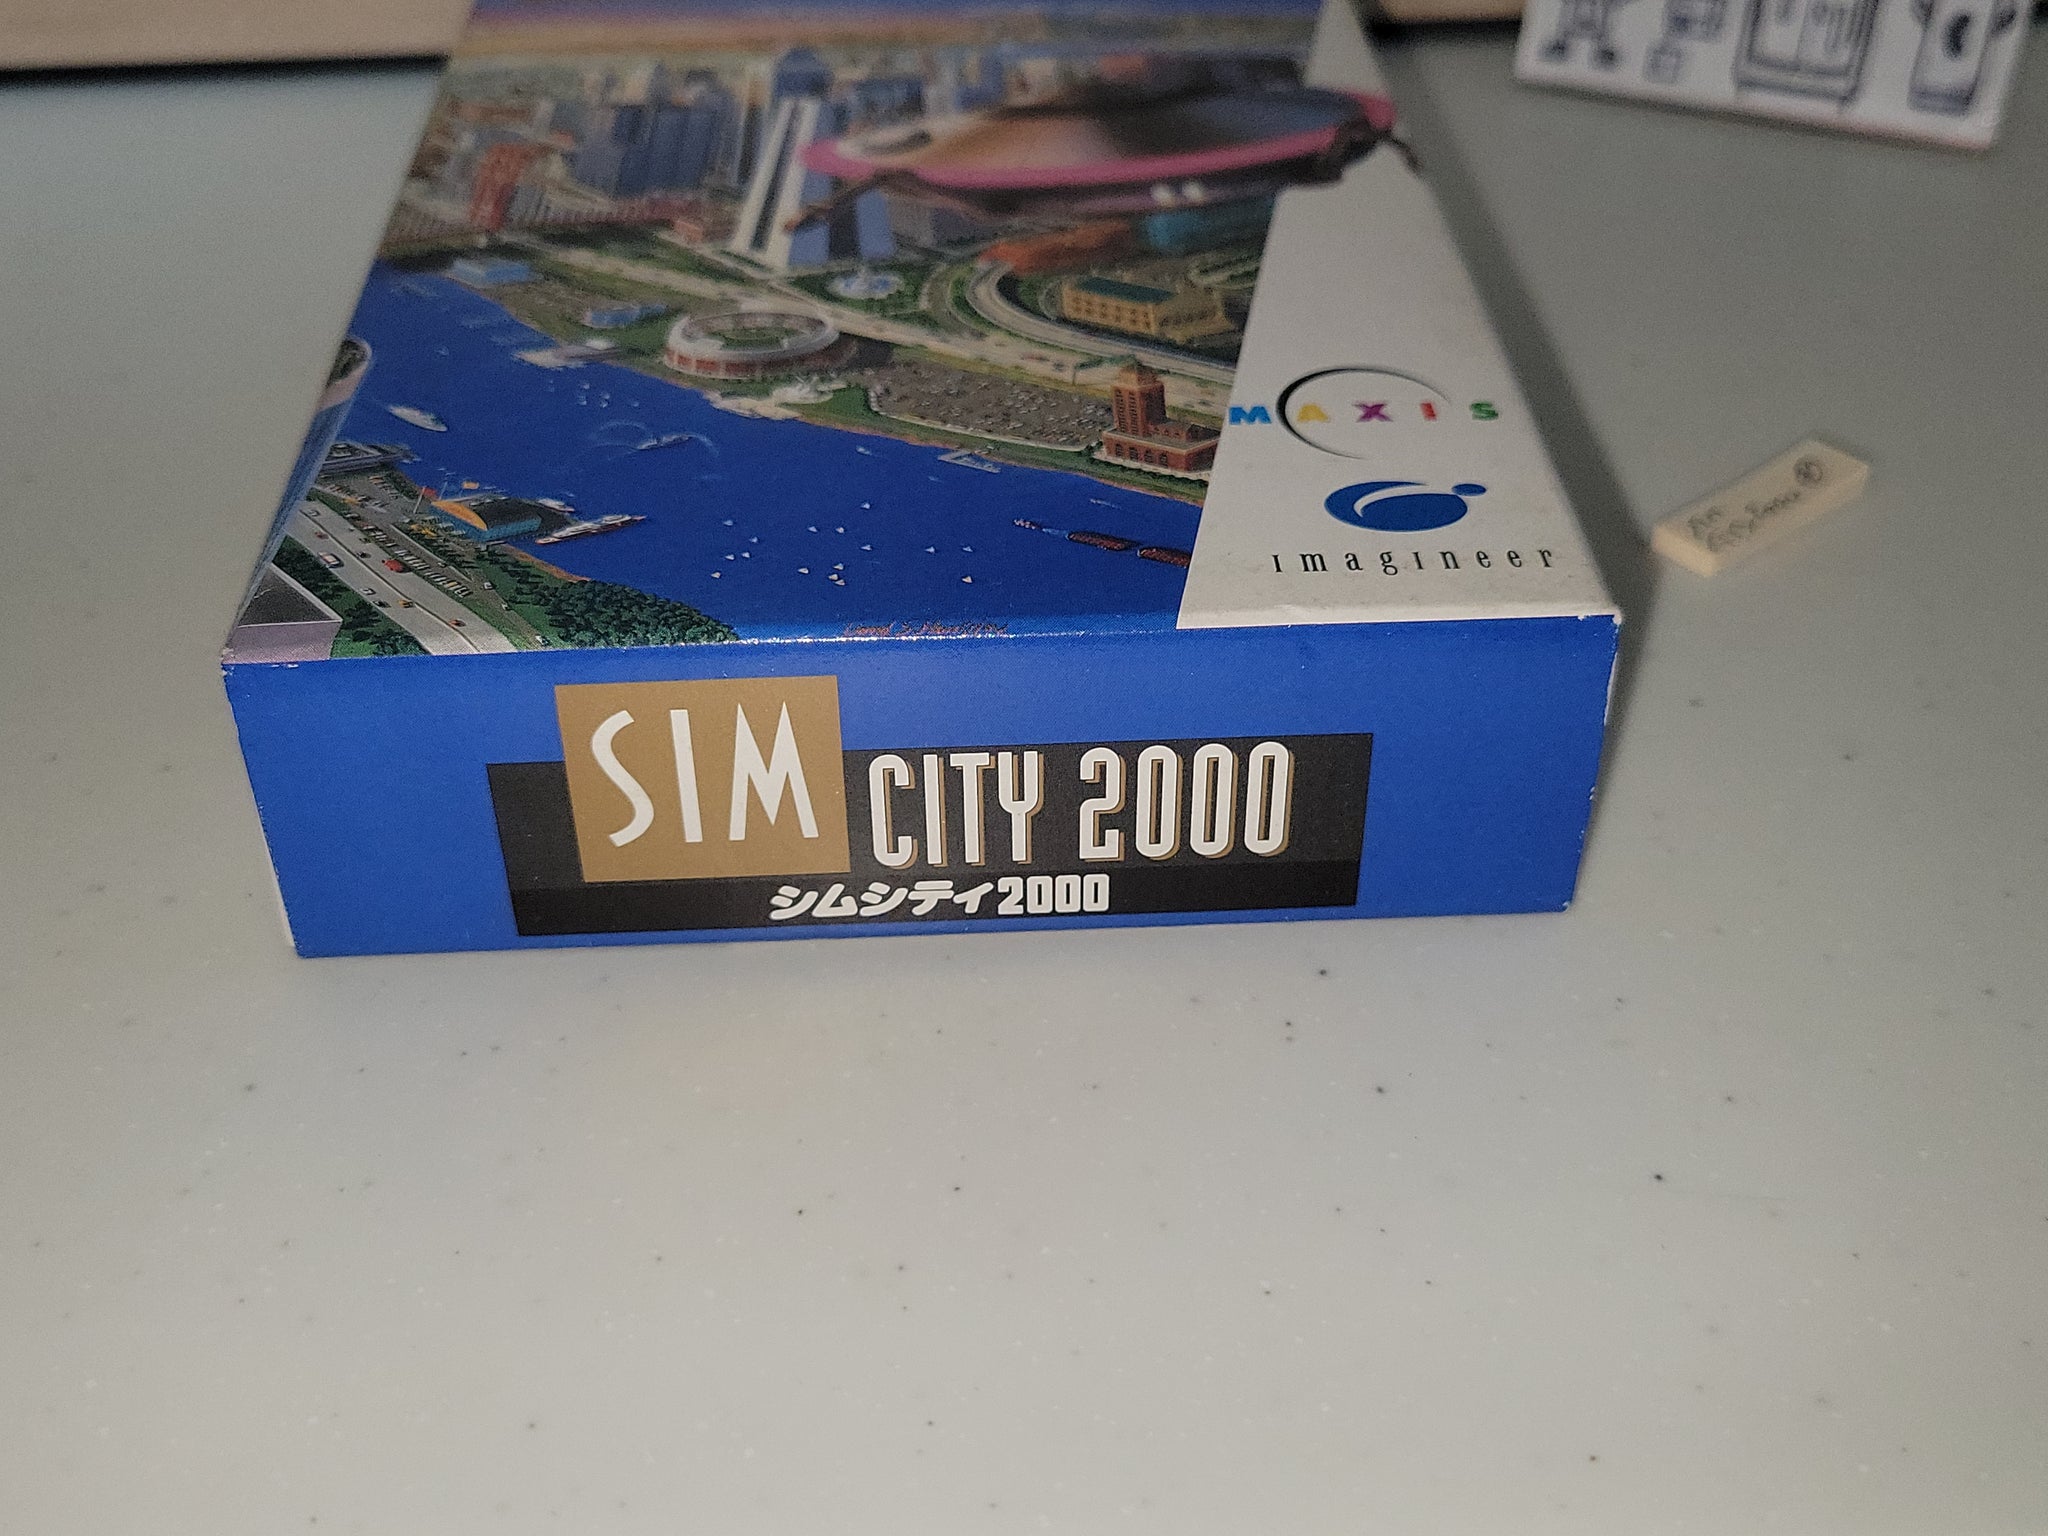 MAXIS
imagineer
SIM
CITY 2000
シムシティ2000